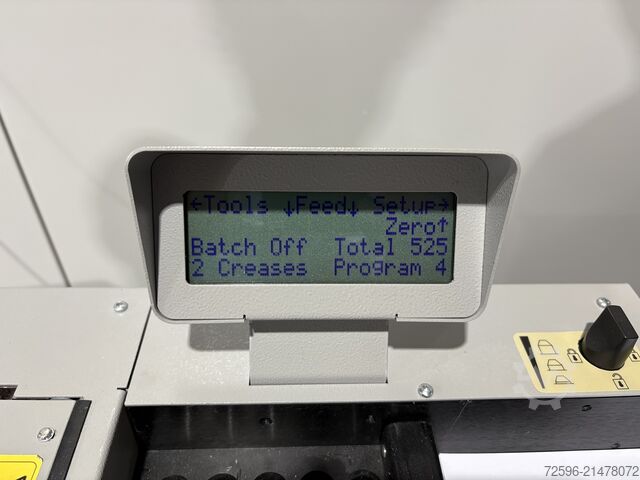 ←Tools ↓Feed↓ Setup→
Zero↑
Batch Off Total 525
2 Creases Program 4
72596-21478072